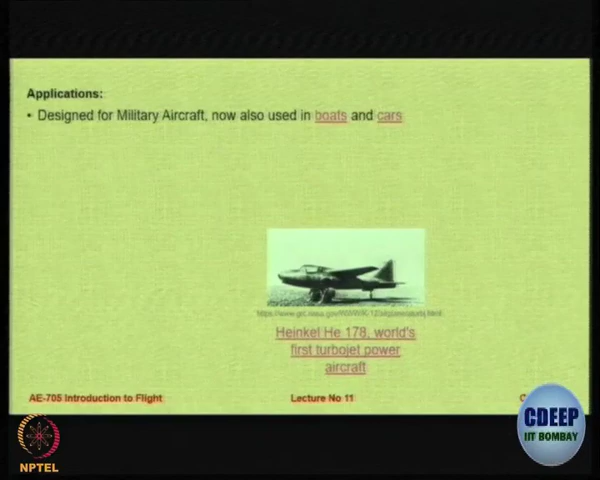 Applications:
• Designed for Military Aircraft, now also used in boats and cars
Heinkel He 178, world's
first turbojet power
aircraft
AE-705 Introduction to Flight
Lecture No 11
C
CDEEP
IIT BOMBAY
NPTEL